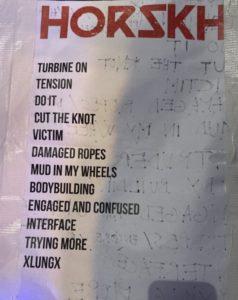 HORSKH
TURBINE ON
TENSION
DO IT
CUT THE KNOT
VICTIM
DAMAGED ROPES
MUD IN MY WHEELS
BODYBUILDING
ENGAGED AND CONFUSED
INTERFACE
TRYING MORE
XLUNGX